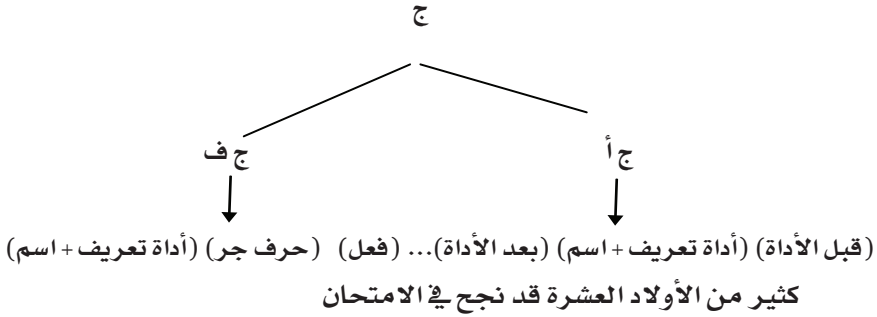 ج
ج أ
ج ف
(قبل الأداة) (أداة تعريف + اسم) (بعد الأداة)... (فعل) (حرف جر) (أداة تعريف + اسم)
كثير من الأولاد العشرة قد نجح في الامتحان